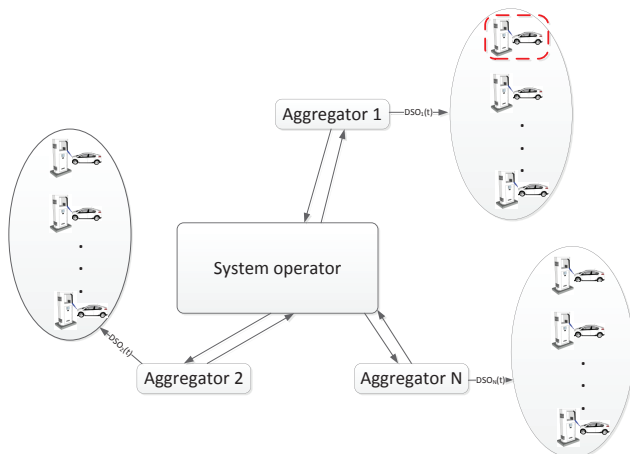 Aggregator 1
DSO₁(t)
System operator
DSO₂(t)
Aggregator 2
Aggregator N
DSON(t)